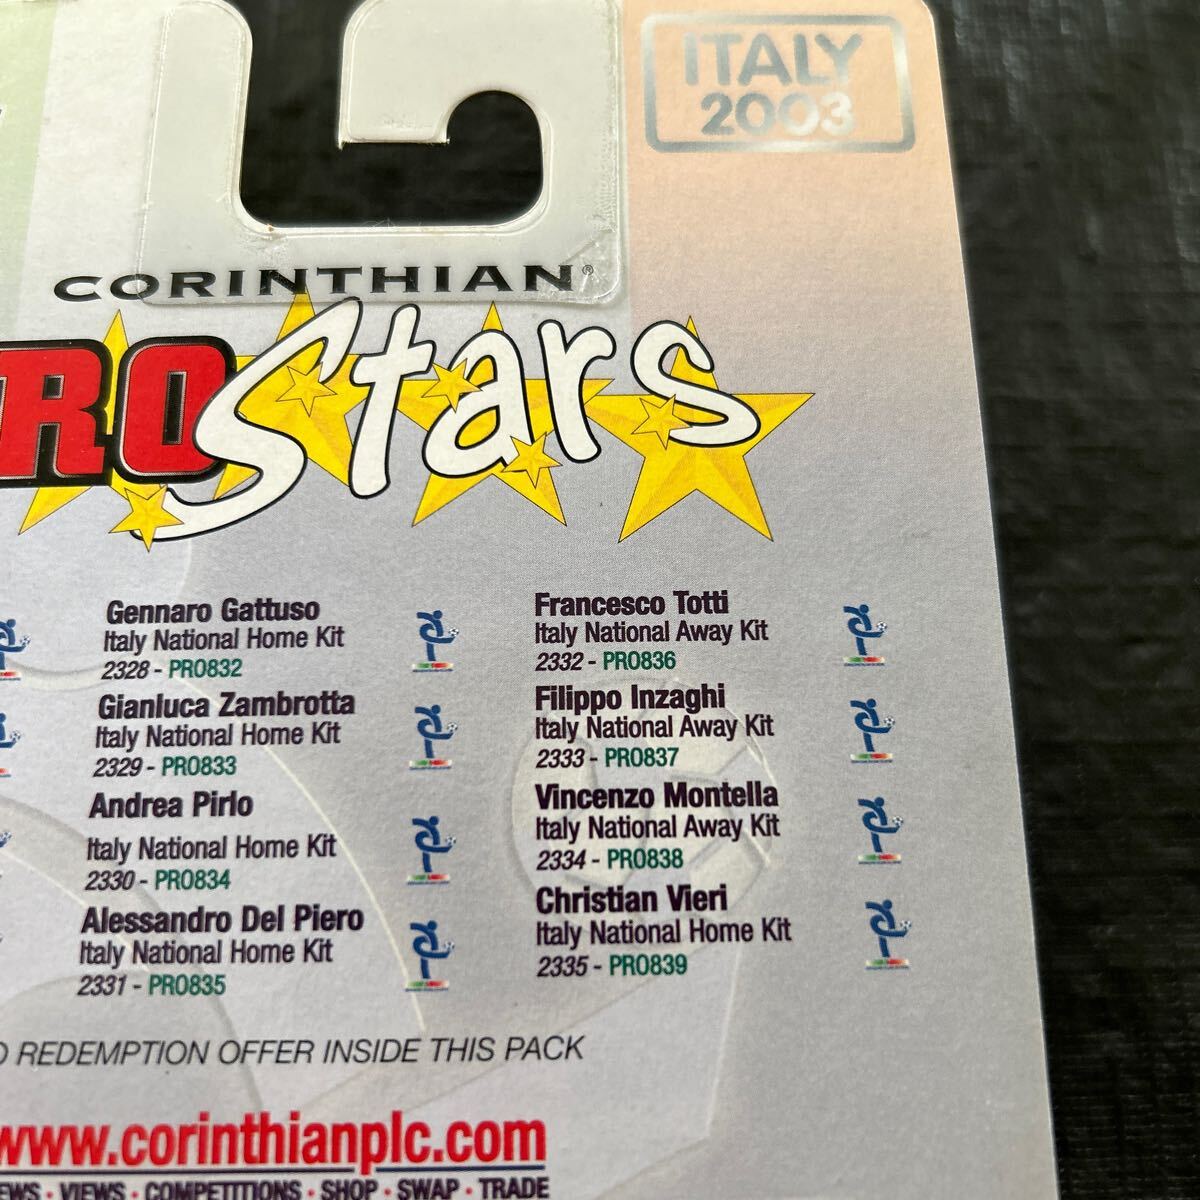 ITALY
2003
CORINTHIAN®
RO Stars
Gennaro Gattuso
Italy National Home Kit
2328 - PRO832
Gianluca Zambrotta
Italy National Home Kit
2329 - PRO833
Andrea Pirlo
Italy National Home Kit
2330 - PRO834
Alessandro Del Piero
Italy National Home Kit
2331 - PRO835
Francesco Totti
Italy National Away Kit
2332 - PRO836
Filippo Inzaghi
Italy National Away Kit
2333 - PRO837
Vincenzo Montella
Italy National Away Kit
2334 - PRO838
Christian Vieri
Italy National Home Kit
2335 - PRO839
REDEMPTION OFFER INSIDE THIS PACK
www.corinthianplc.com
EWS · VIEWS · COMPETITIONS · SHOP · SWAP · TRADE